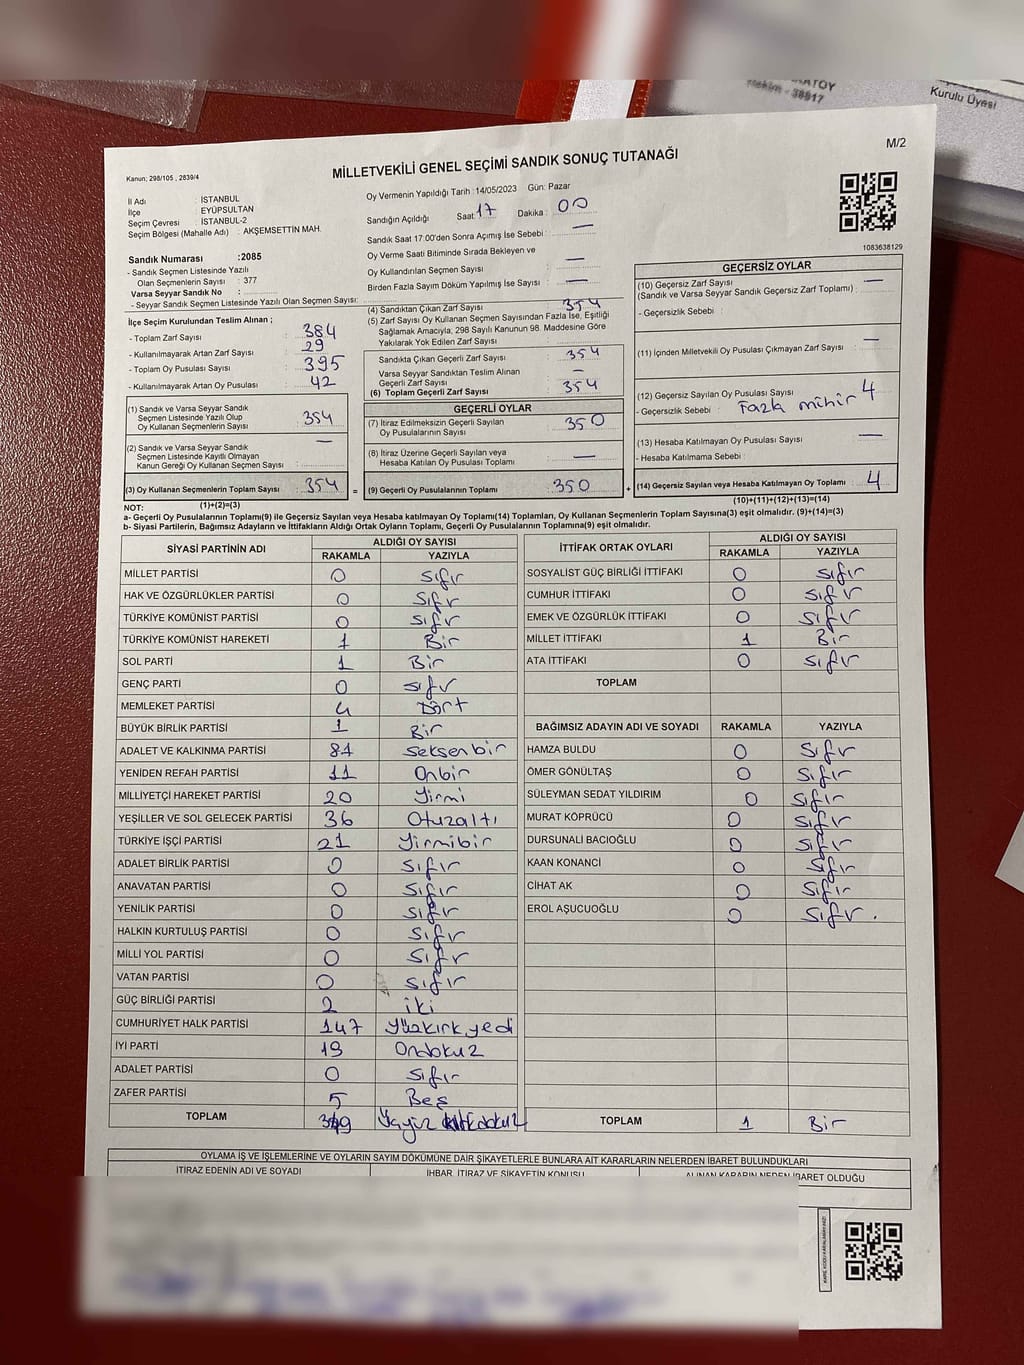 Hekim - 38817
Kurulu Üyesi
M/2
Kanun; 298/105 , 2839/4
MİLLETVEKİLİ GENEL SEÇİMİ SANDIK SONUÇ TUTANAĞI
İl Adı : İSTANBUL
İlçe : EYÜPSULTAN
Seçim Çevresi : İSTANBUL-2
Seçim Bölgesi (Mahalle Adı) : AKŞEMSETTİN MAH.
Oy Vermenin Yapıldığı Tarih : 14/05/2023 Gün: Pazar
Sandığın Açıldığı Saat : 17 Dakika : 00
Sandık Saat 17:00'den Sonra Açımış İse Sebebi : —
Oy Verme Saati Bitiminde Sırada Bekleyen ve
Oy Kullandırılan Seçmen Sayısı : —
Birden Fazla Sayım Döküm Yapılmış İse Sayısı : —
1083638129
Sandık Numarası :2085
- Sandık Seçmen Listesinde Yazılı
Olan Seçmenlerin Sayısı : 377
Varsa Seyyar Sandık No :
- Seyyar Sandık Seçmen Listesinde Yazılı Olan Seçmen Sayısı:
İlçe Seçim Kurulundan Teslim Alınan ;
- Toplam Zarf Sayısı : 384
- Kullanılmayarak Artan Zarf Sayısı : 29
- Toplam Oy Pusulası Sayısı : 395
- Kullanılmayarak Artan Oy Pusulası : 42
(1) Sandık ve Varsa Seyyar Sandık
Seçmen Listesinde Yazılı Olup
Oy Kullanan Seçmenlerin Sayısı : 354
(2) Sandık ve Varsa Seyyar Sandık
Seçmen Listesinde Kayıtlı Olmayan
Kanun Gereği Oy Kullanan Seçmen Sayısı : —
(3) Oy Kullanan Seçmenlerin Toplam Sayısı : 354
(1)+(2)=(3)
(4) Sandıktan Çıkan Zarf Sayısı : 354
(5) Zarf Sayısı Oy Kullanan Seçmen Sayısından Fazla İse, Eşitliği
Sağlamak Amacıyla, 298 Sayılı Kanunun 98. Maddesine Göre
Yakılarak Yok Edilen Zarf Sayısı :
Sandıkta Çıkan Geçerli Zarf Sayısı : 354
Varsa Seyyar Sandıktan Teslim Alınan
Geçerli Zarf Sayısı : —
(6) Toplam Geçerli Zarf Sayısı : 354
GEÇERLİ OYLAR
(7) İtiraz Edilmeksizin Geçerli Sayılan
Oy Pusulalarının Sayısı : 350
(8) İtiraz Üzerine Geçerli Sayılan veya
Hesaba Katılan Oy Pusulası Toplamı : —
= (9) Geçerli Oy Pusulalarının Toplamı : 350 +
GEÇERSİZ OYLAR
(10) Geçersiz Zarf Sayısı : —
(Sandık ve Varsa Seyyar Sandık Geçersiz Zarf Toplamı) :
- Geçersizlik Sebebi :
(11) İçinden Milletvekili Oy Pusulası Çıkmayan Zarf Sayısı : —
(12) Geçersiz Sayılan Oy Pusulası Sayısı : 4
- Geçersizlik Sebebi : Fazla mühür
(13) Hesaba Katılmayan Oy Pusulası Sayısı : —
- Hesaba Katılmama Sebebi :
(14) Geçersiz Sayılan veya Hesaba Katılmayan Oy Toplamı : 4
(10)+(11)+(12)+(13)=(14)
NOT:
a- Geçerli Oy Pusulalarının Toplamı(9) ile Geçersiz Sayılan veya Hesaba katılmayan Oy Toplamı(14) Toplamları, Oy Kullanan Seçmenlerin Toplam Sayısına(3) eşit olmalıdır. (9)+(14)=(3)
b- Siyasi Partilerin, Bağımsız Adayların ve İttifakların Aldığı Ortak Oyların Toplamı, Geçerli Oy Pusulalarının Toplamına(9) eşit olmalıdır.
SİYASİ PARTİNİN ADI ALDIĞI OY SAYISI
RAKAMLA YAZIYLA
MİLLET PARTİSİ 0 sıfır
HAK VE ÖZGÜRLÜKLER PARTİSİ 0 sıfır
TÜRKİYE KOMÜNİST PARTİSİ 0 sıfır
TÜRKİYE KOMÜNİST HAREKETİ 1 Bir
SOL PARTİ 1 Bir
GENÇ PARTİ 0 sıfır
MEMLEKET PARTİSİ 4 Dört
BÜYÜK BİRLİK PARTİSİ 1 Bir
ADALET VE KALKINMA PARTİSİ 81 seksenbir
YENİDEN REFAH PARTİSİ 11 Onbir
MİLLİYETÇİ HAREKET PARTİSİ 20 Yirmi
YEŞİLLER VE SOL GELECEK PARTİSİ 36 Otuzaltı
TÜRKİYE İŞÇİ PARTİSİ 21 Yirmibir
ADALET BİRLİK PARTİSİ 0 sıfır
ANAVATAN PARTİSİ 0 sıfır
YENİLİK PARTİSİ 0 sıfır
HALKIN KURTULUŞ PARTİSİ 0 sıfır
MİLLİ YOL PARTİSİ 0 sıfır
VATAN PARTİSİ 0 sıfır
GÜÇ BİRLİĞİ PARTİSİ 2 iki
CUMHURİYET HALK PARTİSİ 147 Yüzkırkyedi
İYİ PARTİ 19 Ondokuz
ADALET PARTİSİ 0 sıfır
ZAFER PARTİSİ 5 Beş
TOPLAM 349
İTTİFAK ORTAK OYLARI ALDIĞI OY SAYISI
RAKAMLA YAZIYLA
SOSYALİST GÜÇ BİRLİĞİ İTTİFAKI 0 sıfır
CUMHUR İTTİFAKI 0 sıfır
EMEK VE ÖZGÜRLÜK İTTİFAKI 0 sıfır
MİLLET İTTİFAKI 1 Bir
ATA İTTİFAKI 0 sıfır
TOPLAM
BAĞIMSIZ ADAYIN ADI VE SOYADI RAKAMLA YAZIYLA
HAMZA BULDU 0 sıfır
ÖMER GÖNÜLTAŞ 0 sıfır
SÜLEYMAN SEDAT YILDIRIM 0 sıfır
MURAT KÖPRÜCÜ 0 sıfır
DURSUNALİ BACIOĞLU 0 sıfır
KAAN KONANCİ 0 sıfır
CİHAT AK 0 sıfır
EROL AŞUCUOĞLU 0 sıfır.
TOPLAM 1 Bir
OYLAMA İŞ VE İŞLEMLERİNE VE OYLARIN SAYIM DÖKÜMÜNE DAİR ŞİKAYETLERLE BUNLARA AİT KARARLARIN NELERDEN İBARET BULUNDUKLARI
İTİRAZ EDENİN ADI VE SOYADI
İHBAR, İTİRAZ VE ŞİKAYETİN KONUSU
ALINAN KARARIN NEDEN İBARET OLDUĞU